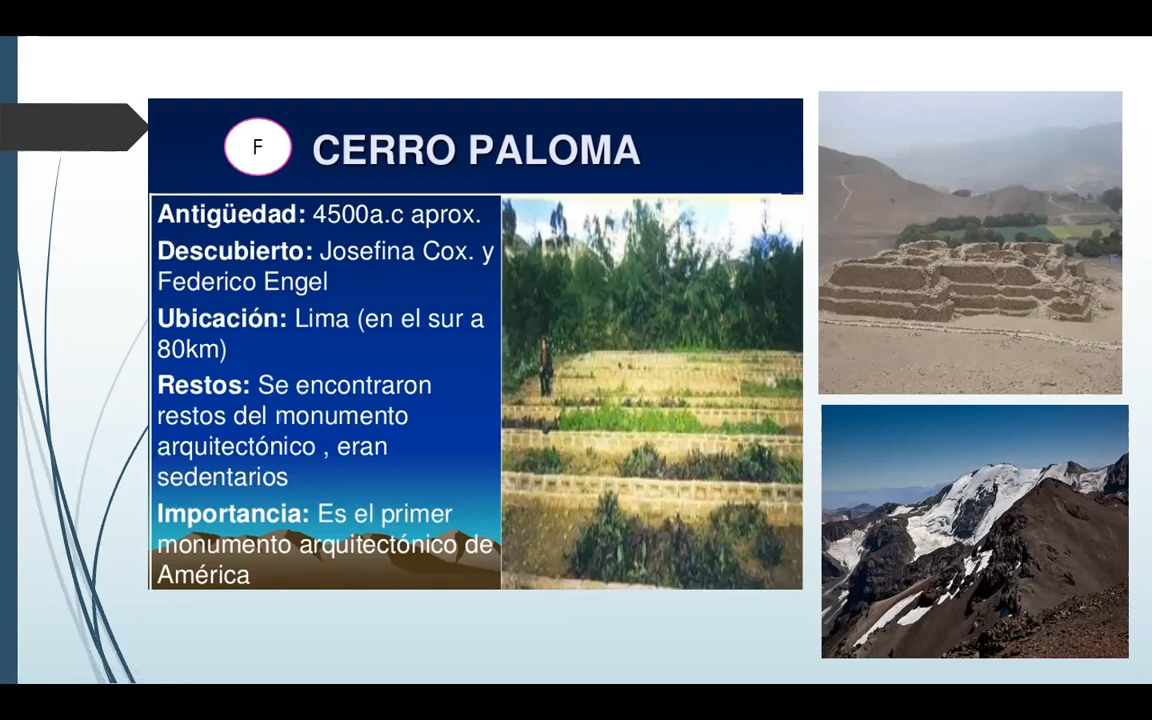 F
CERRO PALOMA
Antigüedad: 4500a.c aprox.
Descubierto: Josefina Cox. y
Federico Engel
Ubicación: Lima (en el sur a
80km)
Restos: Se encontraron
restos del monumento
arquitectónico , eran
sedentarios
Importancia: Es el primer
monumento arquitectónico de
América